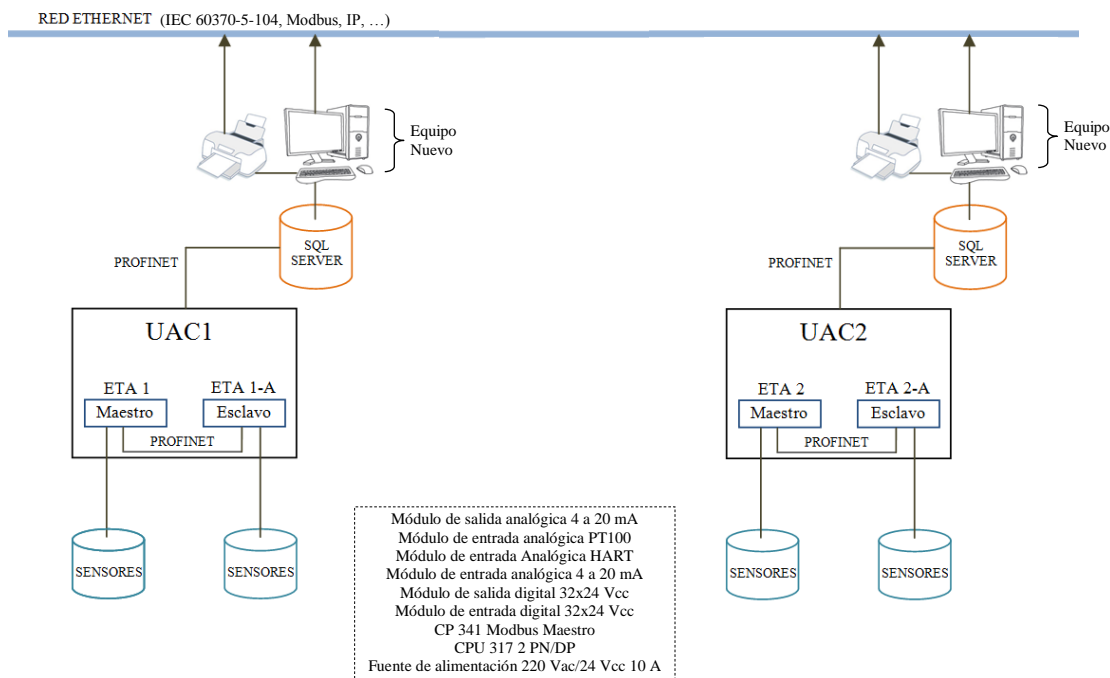 RED ETHERNET (IEC 60370-5-104, Modbus, IP, …)
Equipo
Nuevo
Equipo
Nuevo
SQL
SERVER
SQL
SERVER
PROFINET
PROFINET
UAC1
UAC2
ETA 1
ETA 1-A
ETA 2
ETA 2-A
Maestro
Esclavo
Maestro
Esclavo
PROFINET
PROFINET
SENSORES
SENSORES
SENSORES
SENSORES
Módulo de salida analógica 4 a 20 mA
Módulo de entrada analógica PT100
Módulo de entrada Analógica HART
Módulo de entrada analógica 4 a 20 mA
Módulo de salida digital 32x24 Vcc
Módulo de entrada digital 32x24 Vcc
CP 341 Modbus Maestro
CPU 317 2 PN/DP
Fuente de alimentación 220 Vac/24 Vcc 10 A